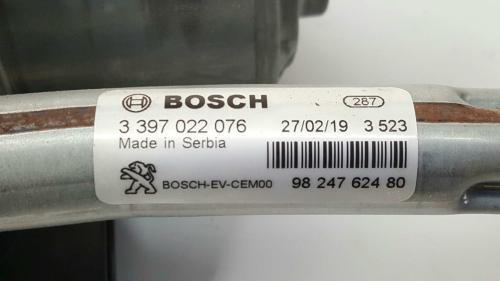 BOSCH 287
3 397 022 076 27/02/19 3 523
Made in Serbia
BOSCH-EV-CEM00 98 247 624 80